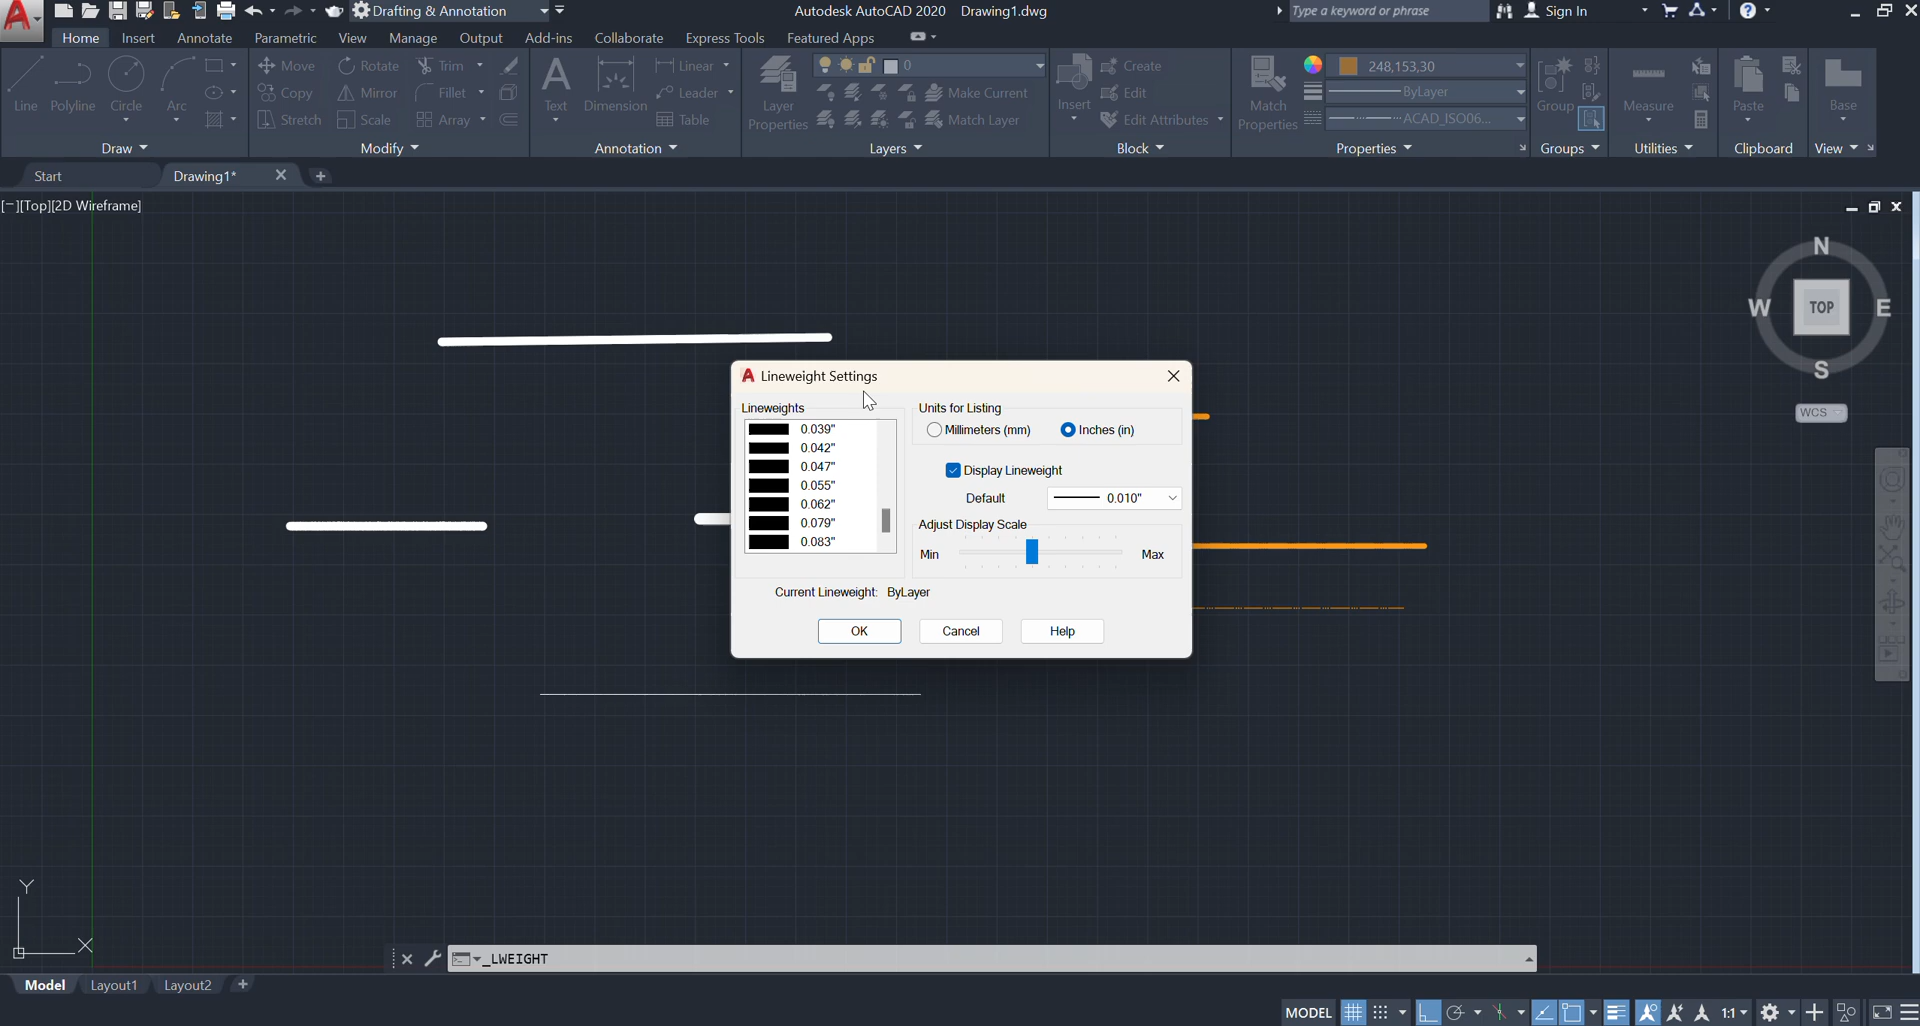 Drafting & Annotation
Autodesk AutoCAD 2020 Drawing1.dwg
Type a keyword or phrase
Sign In
Home Insert Annotate Parametric View Manage Output Add-ins Collaborate Express Tools Featured Apps
Line Polyline Circle Arc
Draw
Move Rotate Trim
Copy Mirror Fillet
Stretch Scale Array
Modify
Text Dimension
Linear
Leader
Table
Annotation
Layer Properties
0
Make Current
Match Layer
Layers
Insert
Create
Edit
Edit Attributes
Block
Match Properties
248,153,30
ByLayer
ACAD_ISO06...
Properties
Group
Groups
Measure
Utilities
Paste
Clipboard
Base
View
Start Drawing1*
[−][Top][2D Wireframe]
N
W TOP E
S
WCS
Lineweight Settings
Lineweights
0.039"
0.042"
0.047"
0.055"
0.062"
0.079"
0.083"
Units for Listing
Millimeters (mm) Inches (in)
Display Lineweight
Default 0.010"
Adjust Display Scale
Min Max
Current Lineweight: ByLayer
OK Cancel Help
Y
X
_LWEIGHT
Model Layout1 Layout2
MODEL 1:1